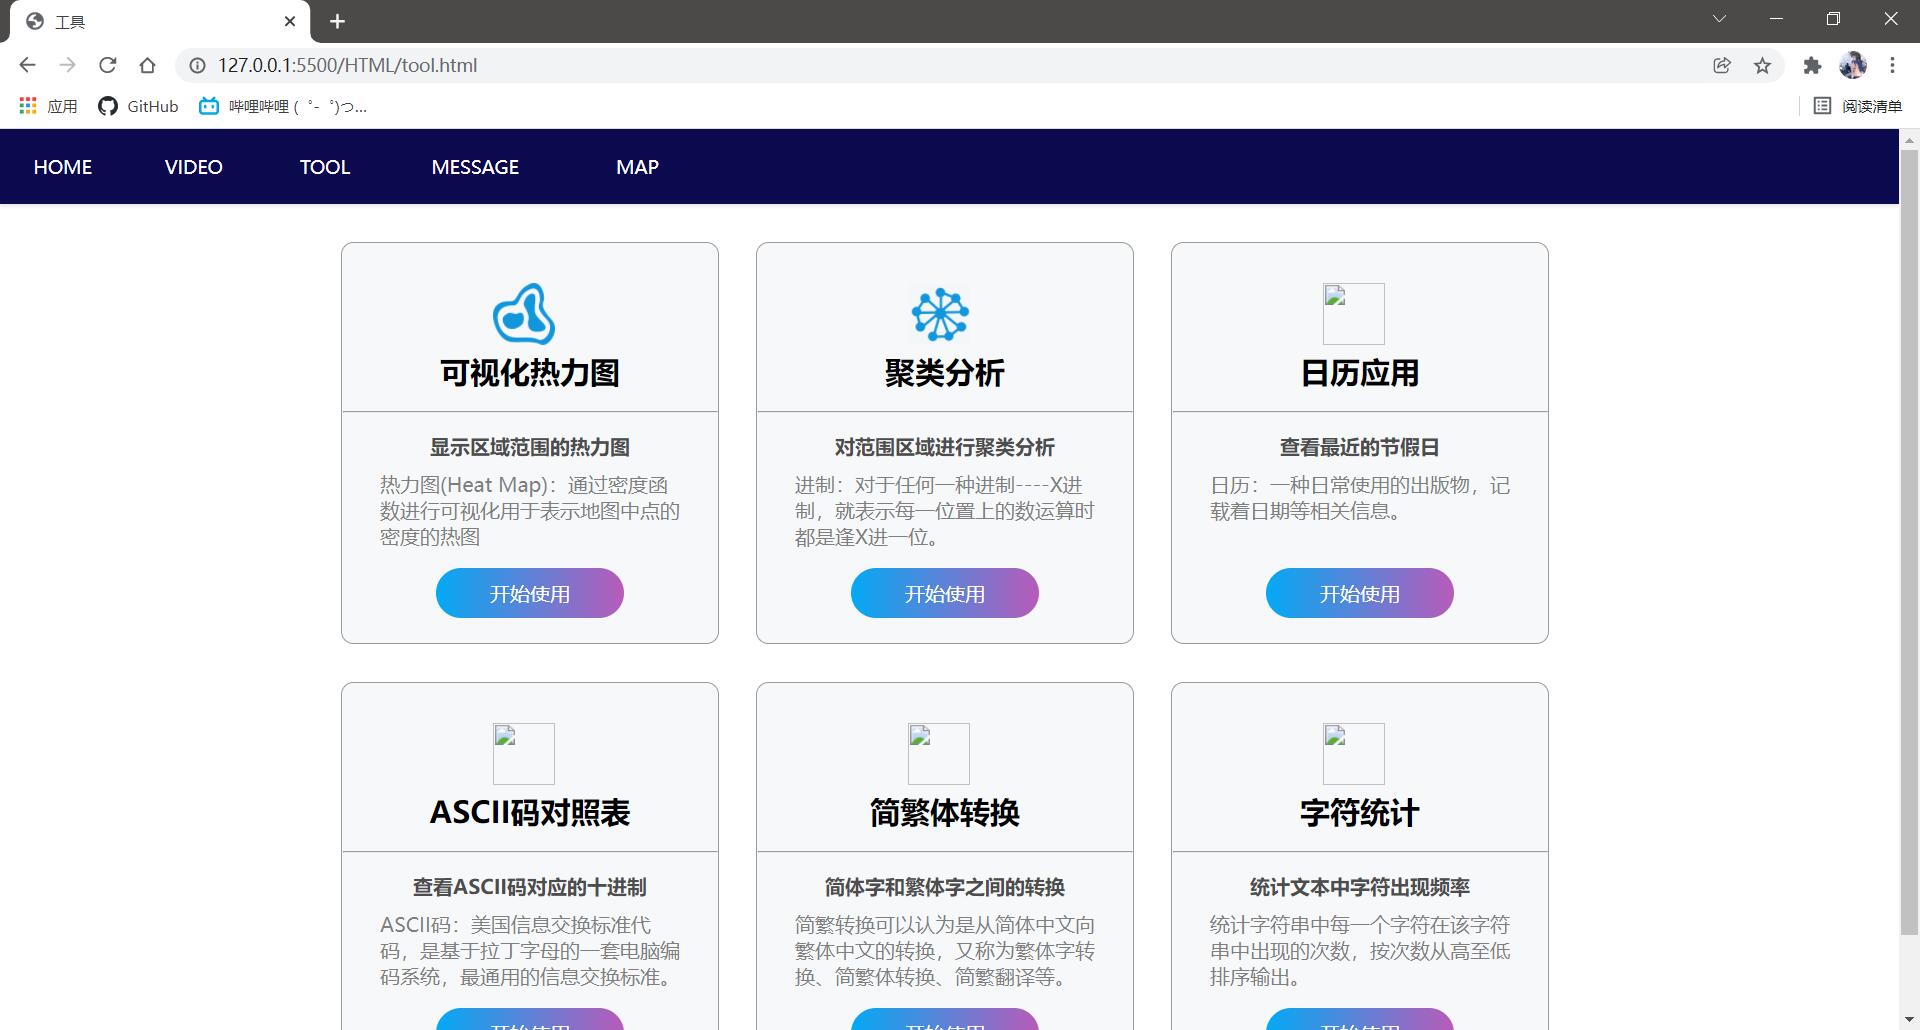 工具
127.0.0.1:5500/HTML/tool.html
应用 GitHub 哔哩哔哩 ( ゜- ゜)つ... 阅读清单
HOME VIDEO TOOL MESSAGE MAP
可视化热力图
显示区域范围的热力图
热力图(Heat Map)：通过密度函
数进行可视化用于表示地图中点的
密度的热图
开始使用
聚类分析
对范围区域进行聚类分析
进制：对于任何一种进制----X进
制，就表示每一位置上的数运算时
都是逢X进一位。
开始使用
日历应用
查看最近的节假日
日历：一种日常使用的出版物，记
载着日期等相关信息。
开始使用
ASCII码对照表
查看ASCII码对应的十进制
ASCII码：美国信息交换标准代
码，是基于拉丁字母的一套电脑编
码系统，最通用的信息交换标准。
开始使用
简繁体转换
简体字和繁体字之间的转换
简繁转换可以认为是从简体中文向
繁体中文的转换，又称为繁体字转
换、简繁体转换、简繁翻译等。
开始使用
字符统计
统计文本中字符出现频率
统计字符串中每一个字符在该字符
串中出现的次数，按次数从高至低
排序输出。
开始使用